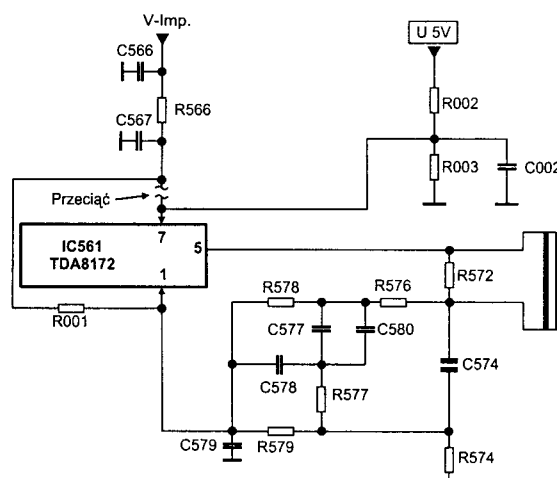 V-Imp.
U 5V
C566
R566
R002
C567
R003
C002
Przeciąć
7
IC561
TDA8172
5
1
R572
R578
R576
R001
C577
C580
C574
C578
R577
C579
R579
R574